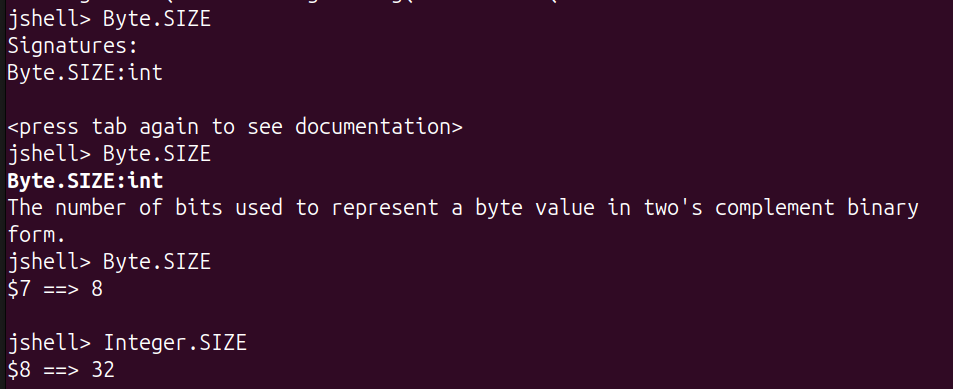 jshell> Byte.SIZE
Signatures:
Byte.SIZE:int
<press tab again to see documentation>
jshell> Byte.SIZE
Byte.SIZE:int
The number of bits used to represent a byte value in two's complement binary
form.
jshell> Byte.SIZE
$7 ==> 8
jshell> Integer.SIZE
$8 ==> 32